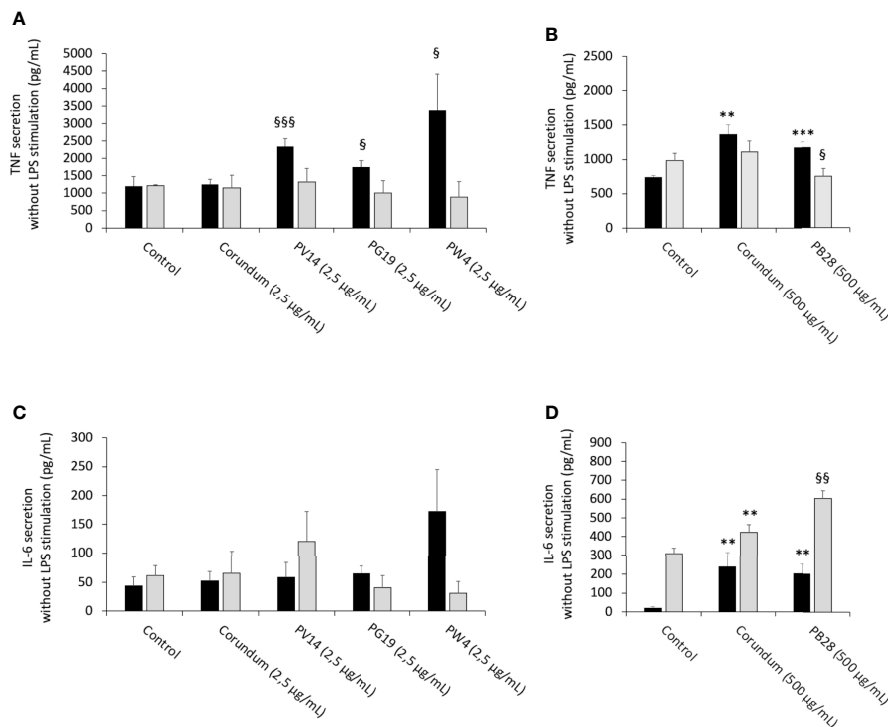 A
TNF secretion
without LPS stimulation (pg/mL)
5000
4500
4000
3500
3000
2500
2000
1500
1000
500
0
§§§
§
§
Control
Corundum (2,5 µg/mL)
PV14 (2,5 µg/mL)
PG19 (2,5 µg/mL)
PW4 (2,5 µg/mL)
B
TNF secretion
without LPS stimulation (pg/mL)
2500
2000
1500
1000
500
0
**
***
§
Control
Corundum (500 µg/mL)
PB28 (500 µg/mL)
C
IL-6 secretion
without LPS stimulation (pg/mL)
300
250
200
150
100
50
0
Control
Corundum (2,5 µg/mL)
PV14 (2,5 µg/mL)
PG19 (2,5 µg/mL)
PW4 (2,5 µg/mL)
D
IL-6 secretion
without LPS stimulation (pg/mL)
900
800
700
600
500
400
300
200
100
0
**
**
**
§§
Control
Corundum (500 µg/mL)
PB28 (500 µg/mL)